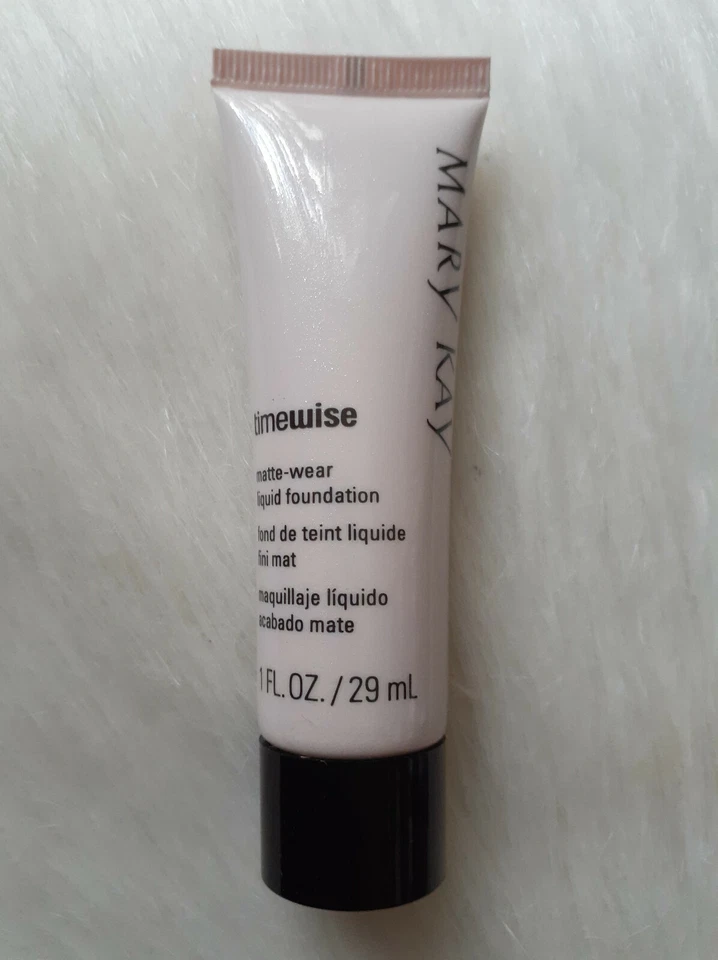 MARY KAY
timewise
matte-wear
liquid foundation
fond de teint liquide
fini mat
maquillaje líquido
acabado mate
1 FL. OZ. / 29 mL